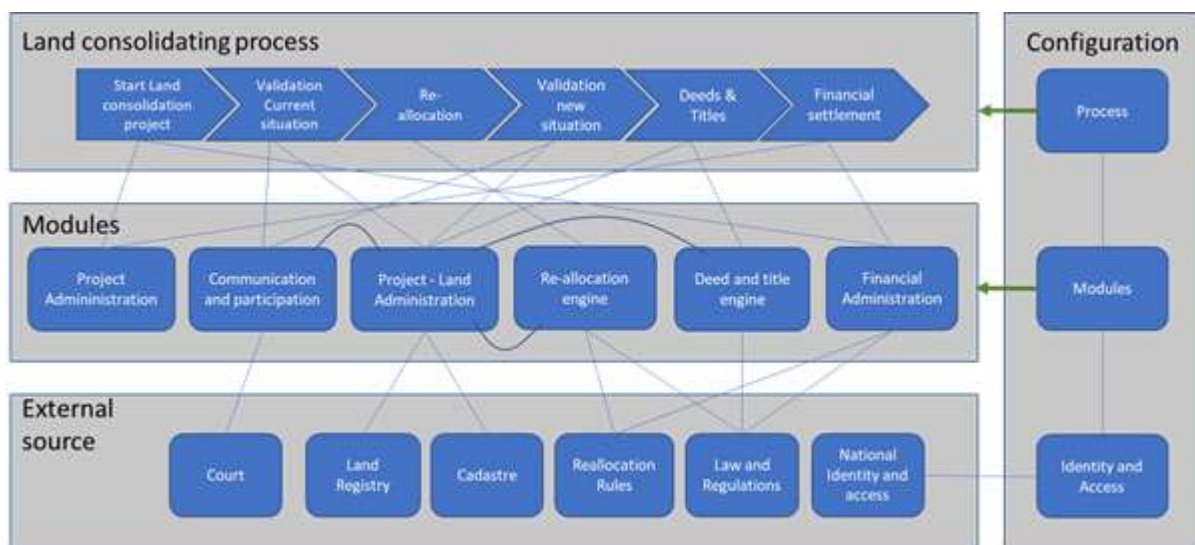 Land consolidating process
Configuration
Start Land
consolidation
project
Validation
Current
situation
Re-
allocation
Validation
new
situation
Deeds &
Titles
Financial
settlement
Process
Modules
Project
Admininistration
Communication
and participation
Project - Land
Administration
Re-allocation
engine
Deed and title
engine
Financial
Administration
Modules
External
source
Court
Land
Registry
Cadastre
Reallocation
Rules
Law and
Regulations
National
Identity and
access
Identity and
Access